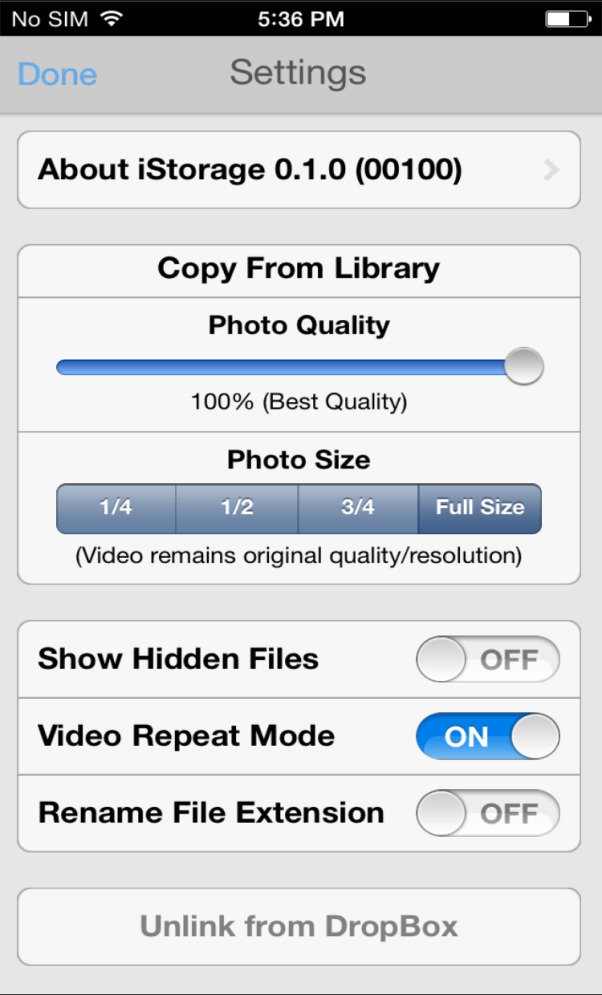 No SIM 5:36 PM
Done Settings
About iStorage 0.1.0 (00100)
Copy From Library
Photo Quality
100% (Best Quality)
Photo Size
1/4 1/2 3/4 Full Size
(Video remains original quality/resolution)
Show Hidden Files OFF
Video Repeat Mode ON
Rename File Extension OFF
Unlink from DropBox